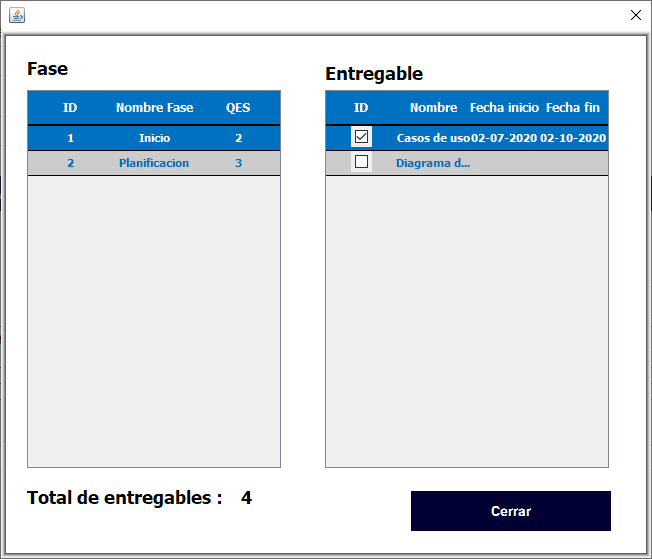 Fase
ID Nombre Fase QES
1 Inicio 2
2 Planificacion 3
Entregable
ID Nombre Fecha inicio Fecha fin
Casos de uso 02-07-2020 02-10-2020
Diagrama d...
Total de entregables : 4
Cerrar